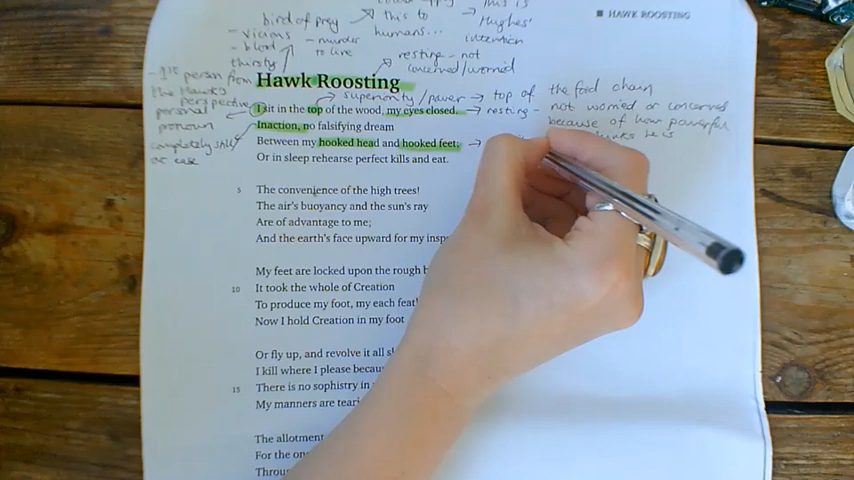 ■ HAWK ROOSTING
bird of prey
- vicious
- blood
thirsty
- murder
to live
this to
humans...
this is
Hughes'
intention
resting - not
concerned/worried
- 1st person from
the Hawk's
perspective
personal
pronoun
completely still
at ease
Hawk Roosting
superiority/power → top of the food chain
I sit in the top of the wood, my eyes closed.
→ resting - not worried or concerned
because of how powerful
Inaction, no falsifying dream
Between my hooked head and hooked feet:
Or in sleep rehearse perfect kills and eat.
5 The convenience of the high trees!
The air's buoyancy and the sun's ray
Are of advantage to me;
And the earth's face upward for my insp
My feet are locked upon the rough b
10 It took the whole of Creation
To produce my foot, my each feat
Now I hold Creation in my foot
Or fly up, and revolve it all sl
I kill where I please becau
15 There is no sophistry in
My manners are teari
The allotment
For the on
Throu